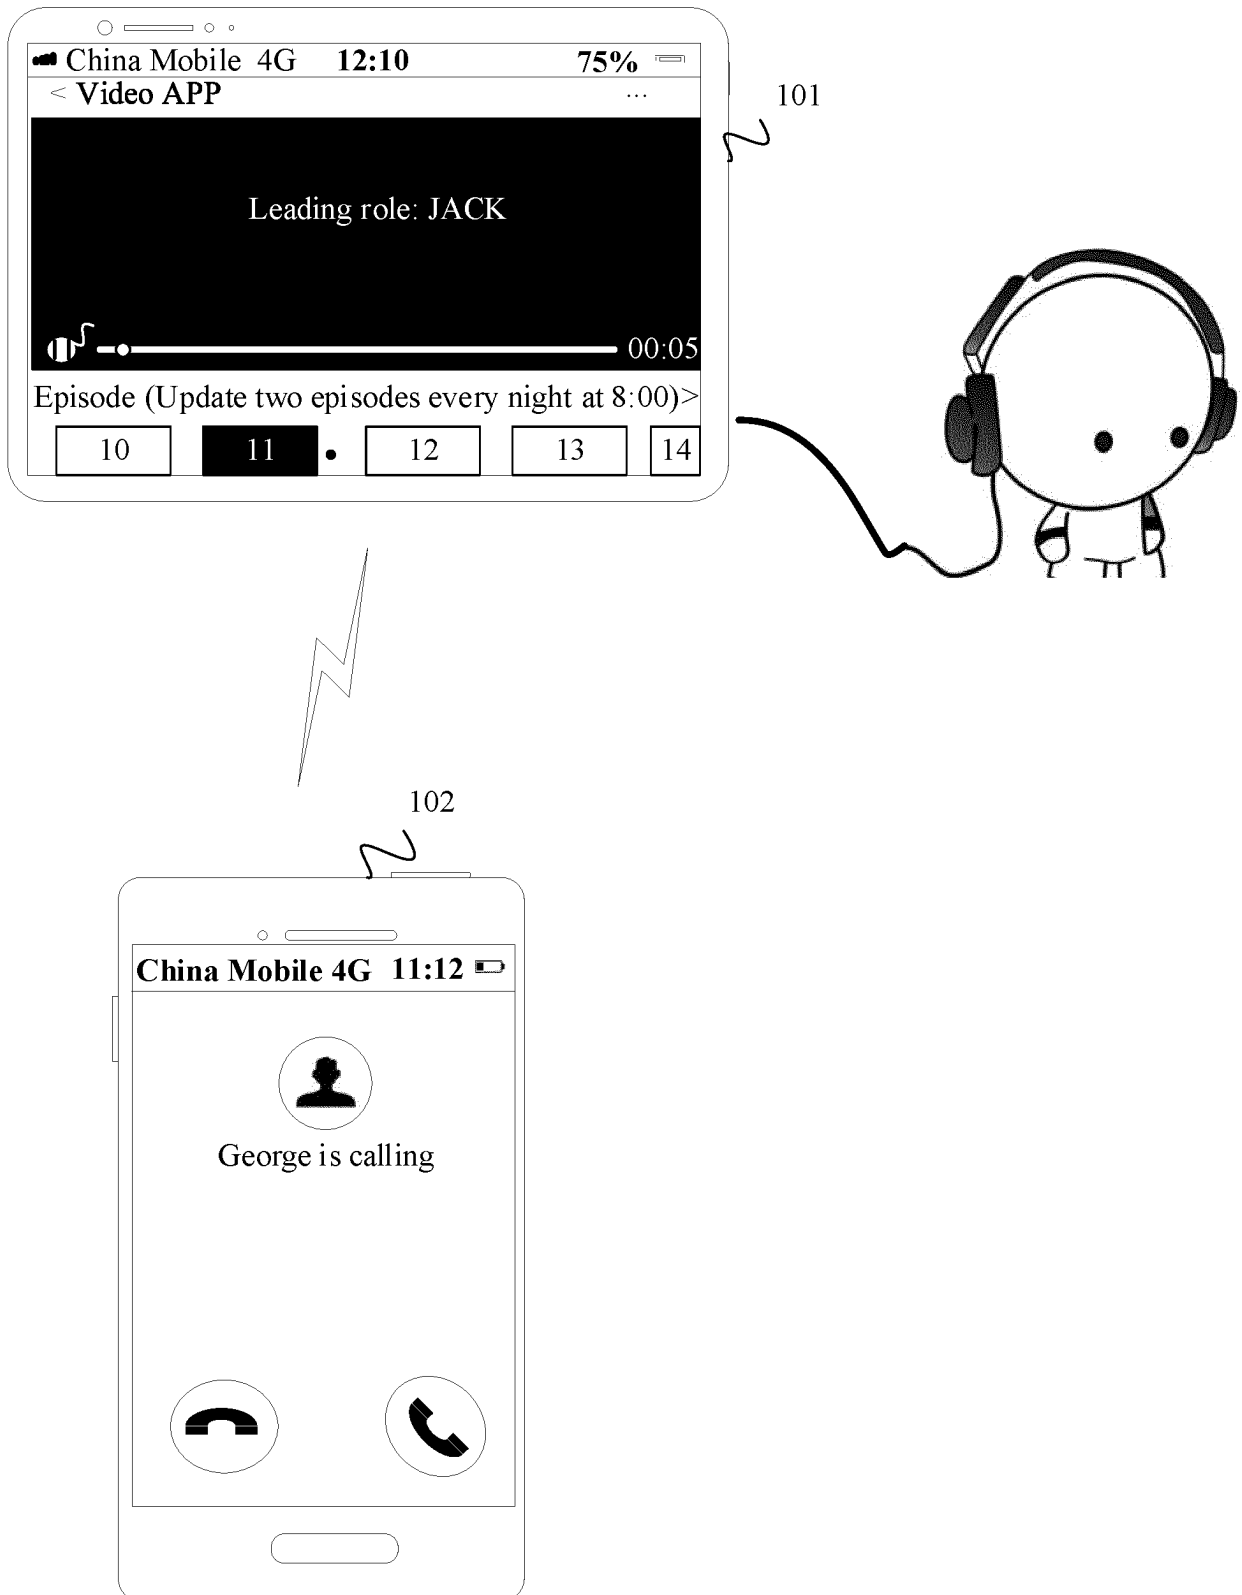 China Mobile 4G 12:10 75%
< Video APP ...
101
Leading role: JACK
00:05
Episode (Update two episodes every night at 8:00)>
10 11 12 13 14
102
China Mobile 4G 11:12
George is calling